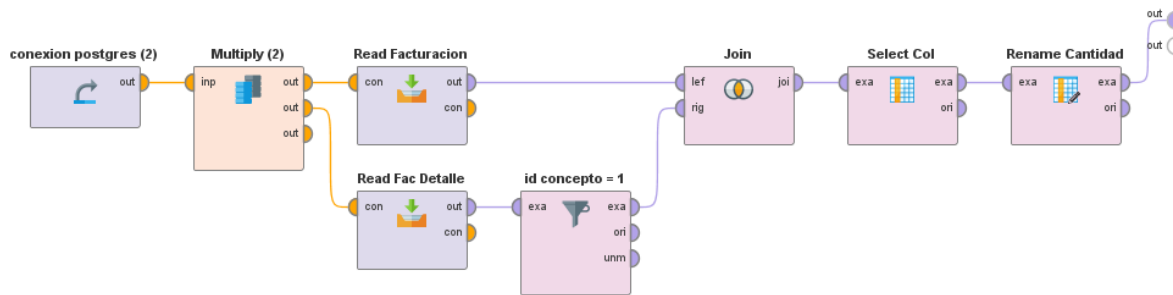 out
out
conexion postgres (2)
out
Multiply (2)
inp
out
out
out
Read Facturacion
con
out
con
Join
lef
rig
joi
Select Col
exa
exa
ori
Rename Cantidad
exa
exa
ori
Read Fac Detalle
con
out
con
id concepto = 1
exa
exa
ori
unm